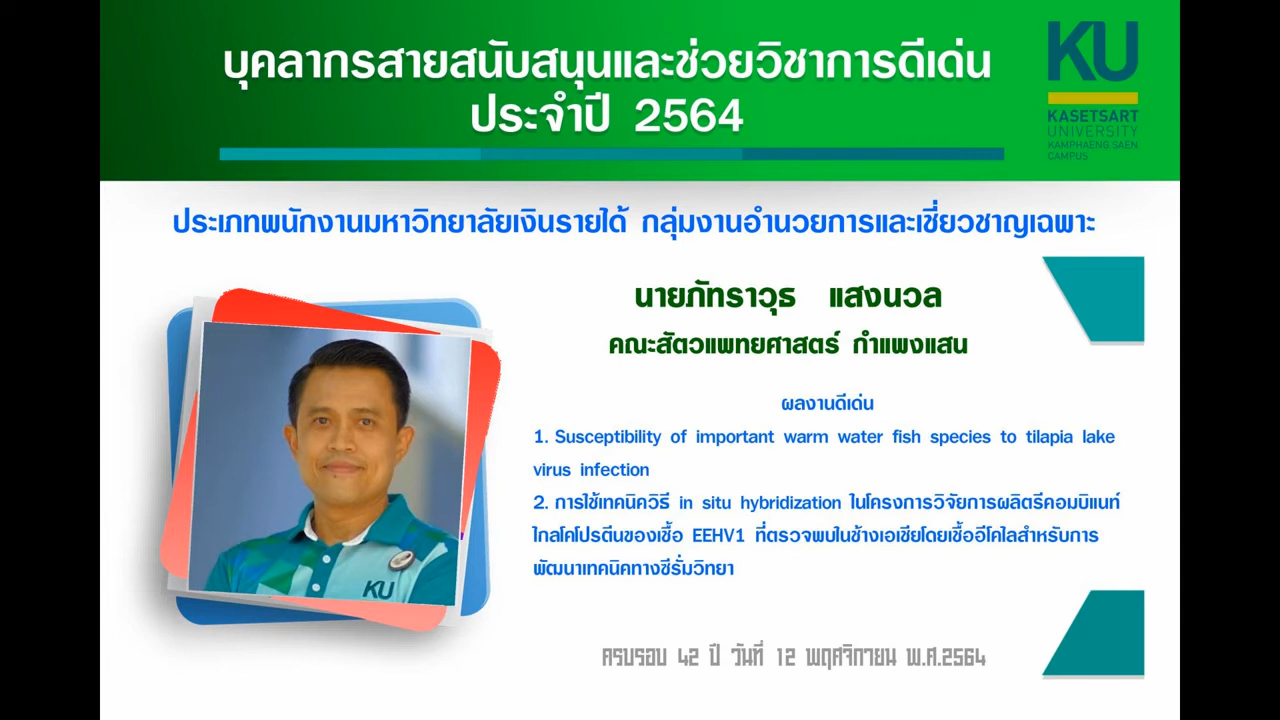 บุคลากรสายสนับสนุนและช่วยวิชาการดีเด่น
ประจำปี 2564
KU
KASETSART
UNIVERSITY
KAMPHAENG SAEN
CAMPUS
ประเภทพนักงานมหาวิทยาลัยเงินรายได้ กลุ่มงานอำนวยการและเชี่ยวชาญเฉพาะ
นายภัทราวุธ แสงนวล
คณะสัตวแพทยศาสตร์ กำแพงแสน
ผลงานดีเด่น
1. Susceptibility of important warm water fish species to tilapia lake
virus infection
2. การใช้เทคนิควิธี in situ hybridization ในโครงการวิจัยการผลิตรีคอมบิแนท์
ไกลโคโปรตีนของเชื้อ EEHV1 ที่ตรวจพบในช้างเอเชียโดยเชื้ออีโคไลสำหรับการ
พัฒนาเทคนิคทางซีรั่มวิทยา
KU
ครบรอบ 42 ปี วันที่ 12 พฤศจิกายน พ.ศ.2564